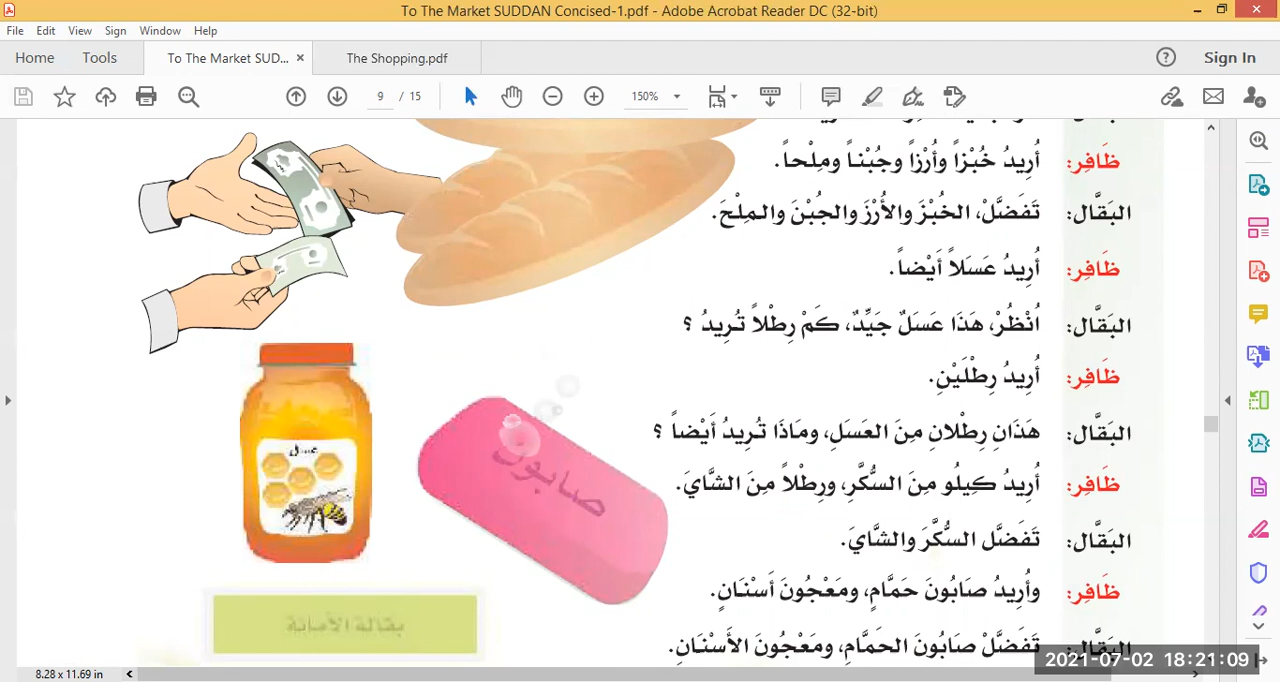 To The Market SUDDAN Concised-1.pdf - Adobe Acrobat Reader DC (32-bit)
File Edit View Sign Window Help
Home Tools To The Market SUD... × The Shopping.pdf Sign In
9 / 15 150%
ظَافِر: أُرِيدُ خُبْزاً وأُرْزاً وجُبْناً ومِلْحاً.
البَقَّال: تَفَضَّلْ، الخُبْزَ والأُرْزَ والجُبْنَ والمِلْحَ.
ظَافِر: أُرِيدُ عَسَلاً أَيْضاً.
البَقَّال: اُنْظُرْ، هَذَا عَسَلٌ جَيِّدٌ، كَمْ رِطْلاً تُرِيدُ ؟
ظَافِر: أُرِيدُ رِطْلَيْنِ.
البَقَّال: هَذَانِ رِطْلانِ مِنَ العَسَلِ، ومَاذَا تُرِيدُ أَيْضاً ؟
ظَافِر: أُرِيدُ كِيلُو مِنَ السُّكَّرِ، ورِطْلاً مِنَ الشَّايَ.
البَقَّال: تَفَضَّل السُّكَّرَ والشَّايَ.
ظَافِر: وأُرِيدُ صَابُونَ حَمَّامٍ، ومَعْجُونَ أَسْنَانٍ.
البَقَّال: تَفَضَّلْ صَابُونَ الحَمَّامِ، ومَعْجُونَ الأَسْنَانِ.
عسل
صابون
بقالة الأمانة
8.28 x 11.69 in
2021-07-02 18:21:09